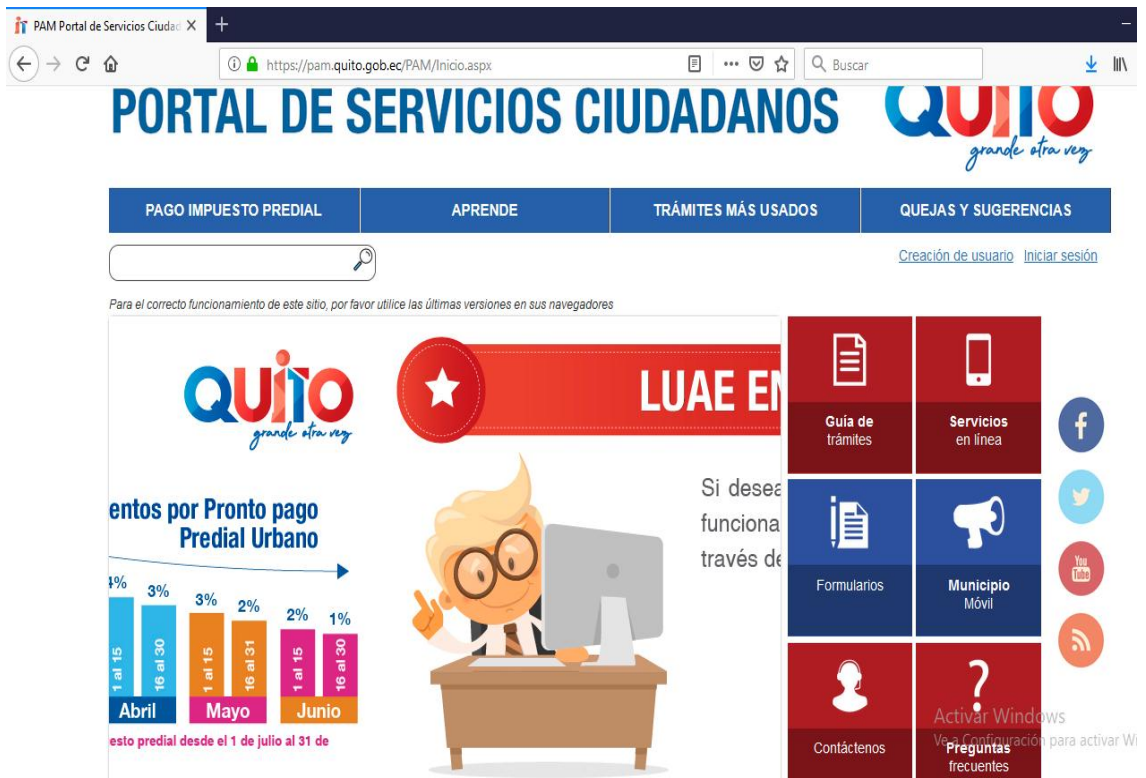 PAM Portal de Servicios Ciudad
https://pam.quito.gob.ec/PAM/Inicio.aspx
Buscar
PORTAL DE SERVICIOS CIUDADANOS
QUITO
grande otra vez
PAGO IMPUESTO PREDIAL
APRENDE
TRÁMITES MÁS USADOS
QUEJAS Y SUGERENCIAS
Creación de usuario Iniciar sesión
Para el correcto funcionamiento de este sitio, por favor utilice las últimas versiones en sus navegadores
QUITO
grande otra vez
entos por Pronto pago
Predial Urbano
4% 3% 3% 2% 2% 1%
1 al 15
16 al 30
1 al 15
16 al 31
1 al 15
16 al 30
Abril
Mayo
Junio
esto predial desde el 1 de julio al 31 de
LUAE EN
Si desea
funciona
través de
Guía de
trámites
Servicios
en línea
Formularios
Municipio
Móvil
Contáctenos
Preguntas
frecuentes
f
You
Tube
Activar Windows
Ve a Configuración para activar Wi